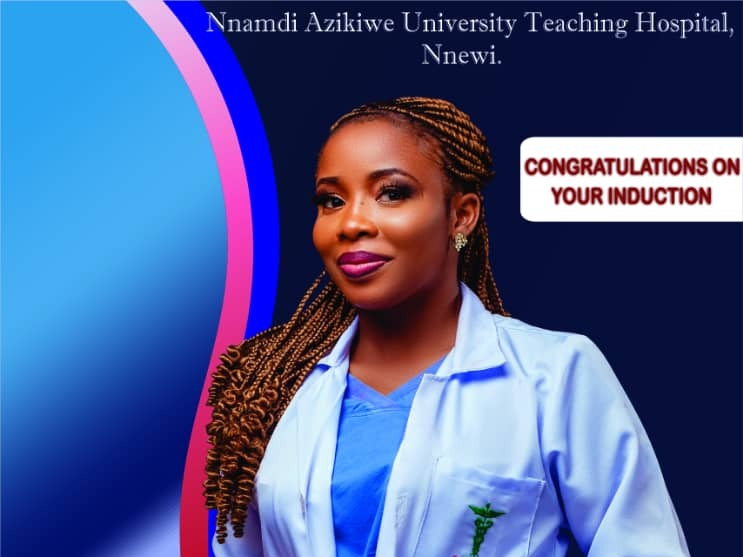 Nnamdi Azikiwe University Teaching Hospital,
Nnewi.
CONGRATULATIONS ON
YOUR INDUCTION